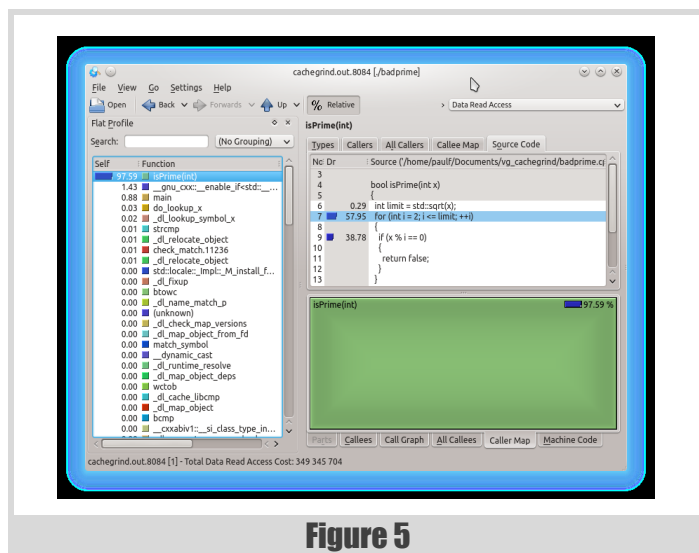 cachegrind.out.8084 [./badprime]
File View Go Settings Help
Open Back Forwards Up % Relative Data Read Access
Flat Profile
Search: (No Grouping)
Self Function
97.59 isPrime(int)
1.43 __gnu_cxx::__enable_if<std::__...
0.88 main
0.03 do_lookup_x
0.02 _dl_lookup_symbol_x
0.01 strcmp
0.01 _dl_relocate_object
0.01 check_match.11236
0.01 _dl_relocate_object
0.00 std::locale::_Impl::_M_install_f...
0.00 _dl_fixup
0.00 btowc
0.00 _dl_name_match_p
0.00 (unknown)
0.00 _dl_check_map_versions
0.00 _dl_map_object_from_fd
0.00 match_symbol
0.00 __dynamic_cast
0.00 _dl_runtime_resolve
0.00 _dl_map_object_deps
0.00 wctob
0.00 _dl_cache_libcmp
0.00 _dl_map_object
0.00 bcmp
0.00 __cxxabiv1::__si_class_type_in...
isPrime(int)
Types Callers All Callers Callee Map Source Code
Dr Source ('/home/paulf/Documents/vg_cachegrind/badprime.cp
3
4 bool isPrime(int x)
5 {
6 0.29 int limit = std::sqrt(x);
7 57.95 for (int i = 2; i <= limit; ++i)
8 {
9 38.78 if (x % i == 0)
10 {
11 return false;
12 }
13 }
isPrime(int) 97.59 %
Parts Callees Call Graph All Callees Caller Map Machine Code
cachegrind.out.8084 [1] - Total Data Read Access Cost: 349 345 704
Figure 5